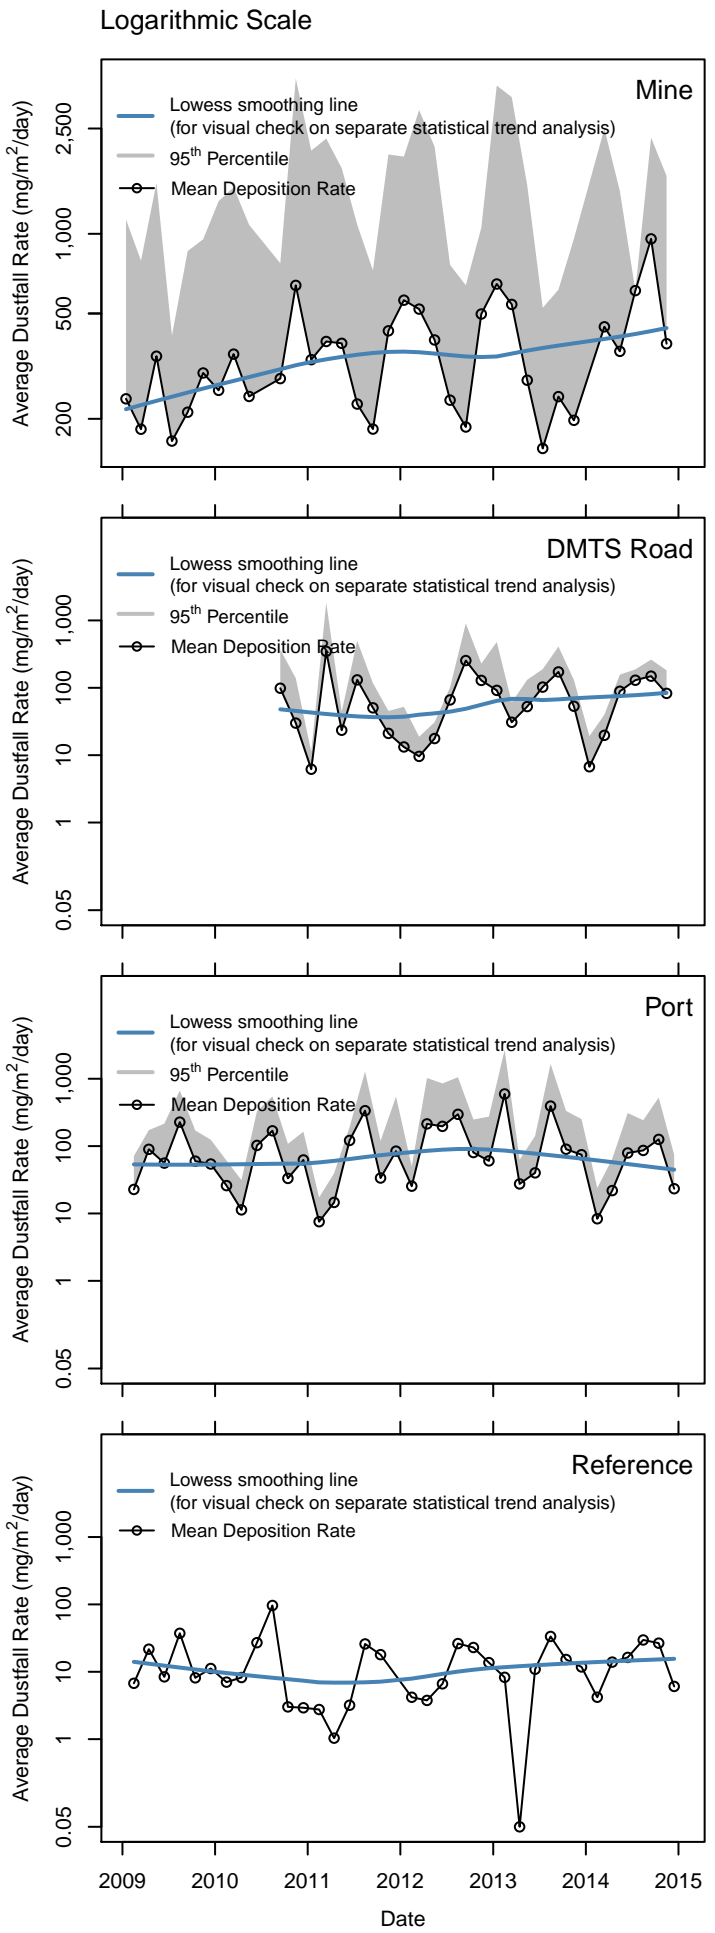 Logarithmic Scale
Mine
Lowess smoothing line
(for visual check on separate statistical trend analysis)
95th Percentile
Mean Deposition Rate
Average Dustfall Rate (mg/m2/day)
2,500
1,000
500
200
DMTS Road
Lowess smoothing line
(for visual check on separate statistical trend analysis)
95th Percentile
Mean Deposition Rate
Average Dustfall Rate (mg/m2/day)
1,000
100
10
1
0.05
Port
Lowess smoothing line
(for visual check on separate statistical trend analysis)
95th Percentile
Mean Deposition Rate
Average Dustfall Rate (mg/m2/day)
1,000
100
10
1
0.05
Reference
Lowess smoothing line
(for visual check on separate statistical trend analysis)
Mean Deposition Rate
Average Dustfall Rate (mg/m2/day)
1,000
100
10
1
0.05
2009 2010 2011 2012 2013 2014 2015
Date